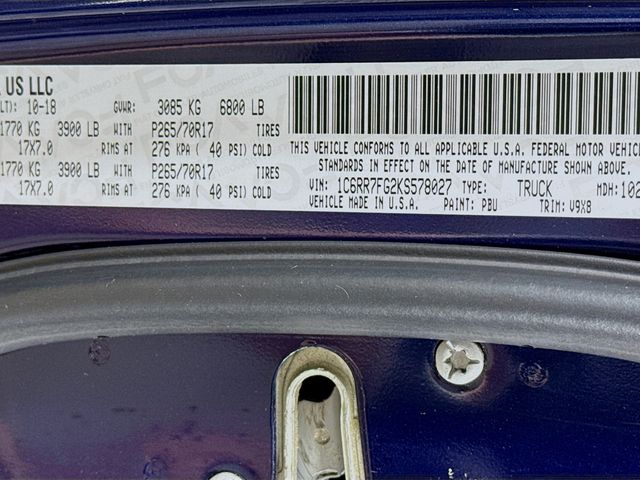 US LLC
LT): 10-18 GVWR: 3085 KG 6800 LB
1770 KG 3900 LB WITH P265/70R17 TIRES
17X7.0 RIMS AT 276 KPA ( 40 PSI) COLD
1770 KG 3900 LB WITH P265/70R17 TIRES
17X7.0 RIMS AT 276 KPA ( 40 PSI) COLD
THIS VEHICLE CONFORMS TO ALL APPLICABLE U.S.A. FEDERAL MOTOR VEHIC
STANDARDS IN EFFECT ON THE DATE OF MANUFACTURE SHOWN ABOVE.
VIN: 1C6RR7FG2KS578027 TYPE: TRUCK MDH: 102
VEHICLE MADE IN U.S.A. PAINT: PBU TRIM: V9X8